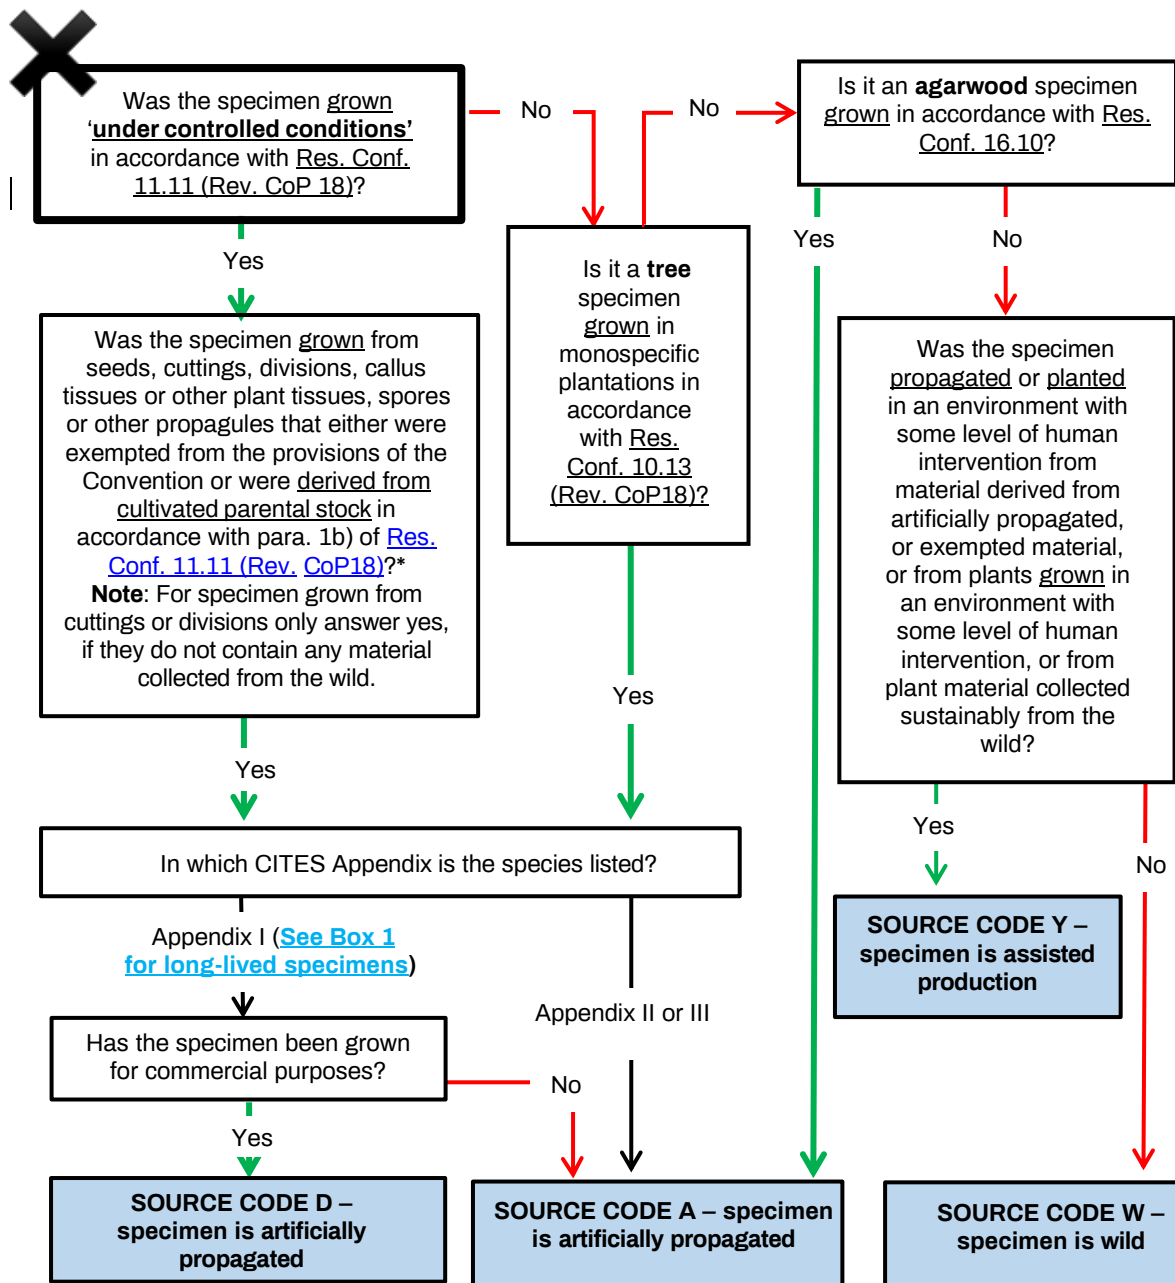 Was the specimen grown
‘under controlled conditions’
in accordance with Res. Conf.
11.11 (Rev. CoP 18)?
No
No
Is it an agarwood specimen
grown in accordance with Res.
Conf. 16.10?
Yes
Yes
No
Is it a tree
specimen
grown in
monospecific
plantations in
accordance
with Res.
Conf. 10.13
(Rev. CoP18)?
Was the specimen grown from
seeds, cuttings, divisions, callus
tissues or other plant tissues, spores
or other propagules that either were
exempted from the provisions of the
Convention or were derived from
cultivated parental stock in
accordance with para. 1b) of Res.
Conf. 11.11 (Rev. CoP18)?*
Note: For specimen grown from
cuttings or divisions only answer yes,
if they do not contain any material
collected from the wild.
Was the specimen
propagated or planted
in an environment with
some level of human
intervention from
material derived from
artificially propagated,
or exempted material,
or from plants grown in
an environment with
some level of human
intervention, or from
plant material collected
sustainably from the
wild?
Yes
Yes
Yes
No
In which CITES Appendix is the species listed?
Appendix I (See Box 1
for long-lived specimens)
Appendix II or III
SOURCE CODE Y –
specimen is assisted
production
Has the specimen been grown
for commercial purposes?
No
Yes
SOURCE CODE D –
specimen is artificially
propagated
SOURCE CODE A – specimen
is artificially propagated
SOURCE CODE W –
specimen is wild